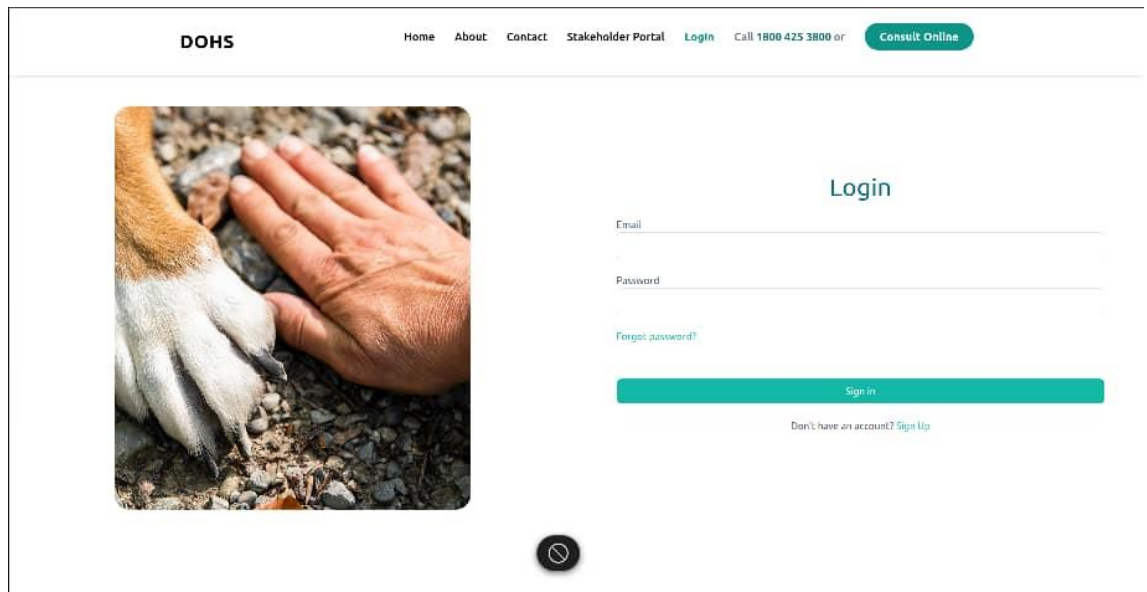 DOHS
Home About Contact Stakeholder Portal Login Call 1800 425 3800 or Consult Online
Login
Email
Password
Forgot password?
Sign in
Don't have an account? Sign Up